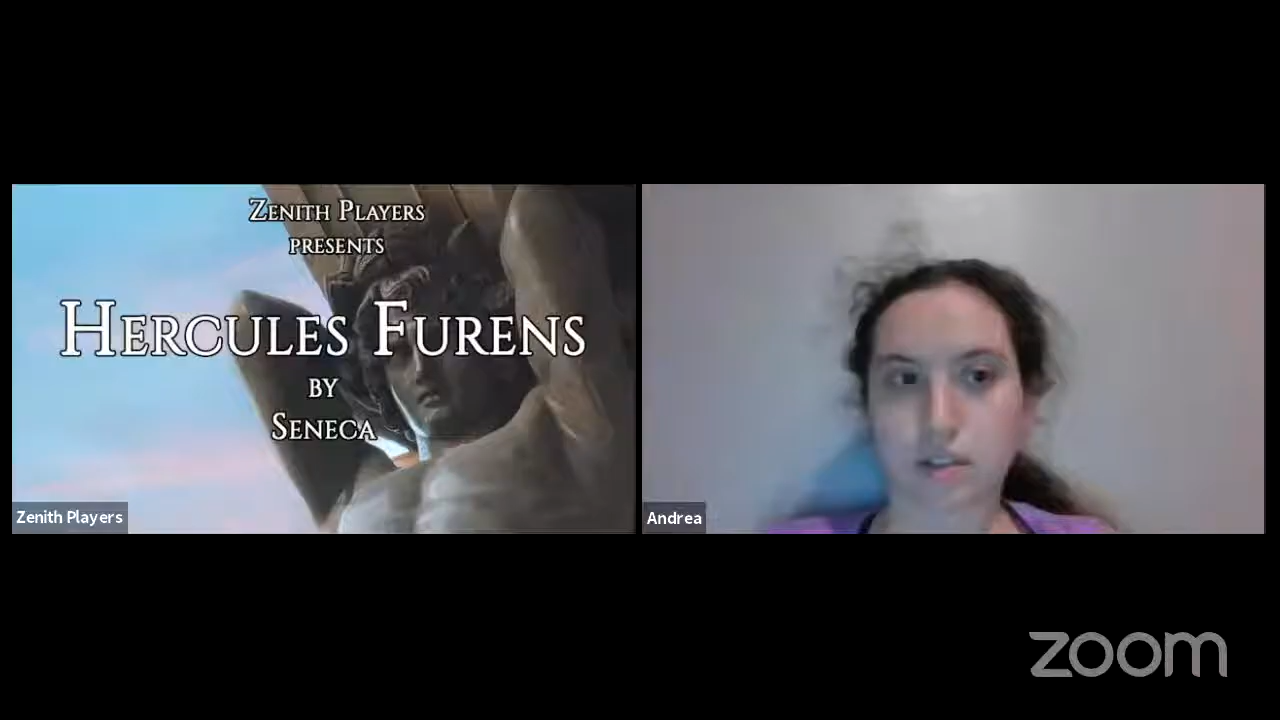 Zenith Players
presents
Hercules Furens
by
Seneca
Zenith Players
Andrea
zoom